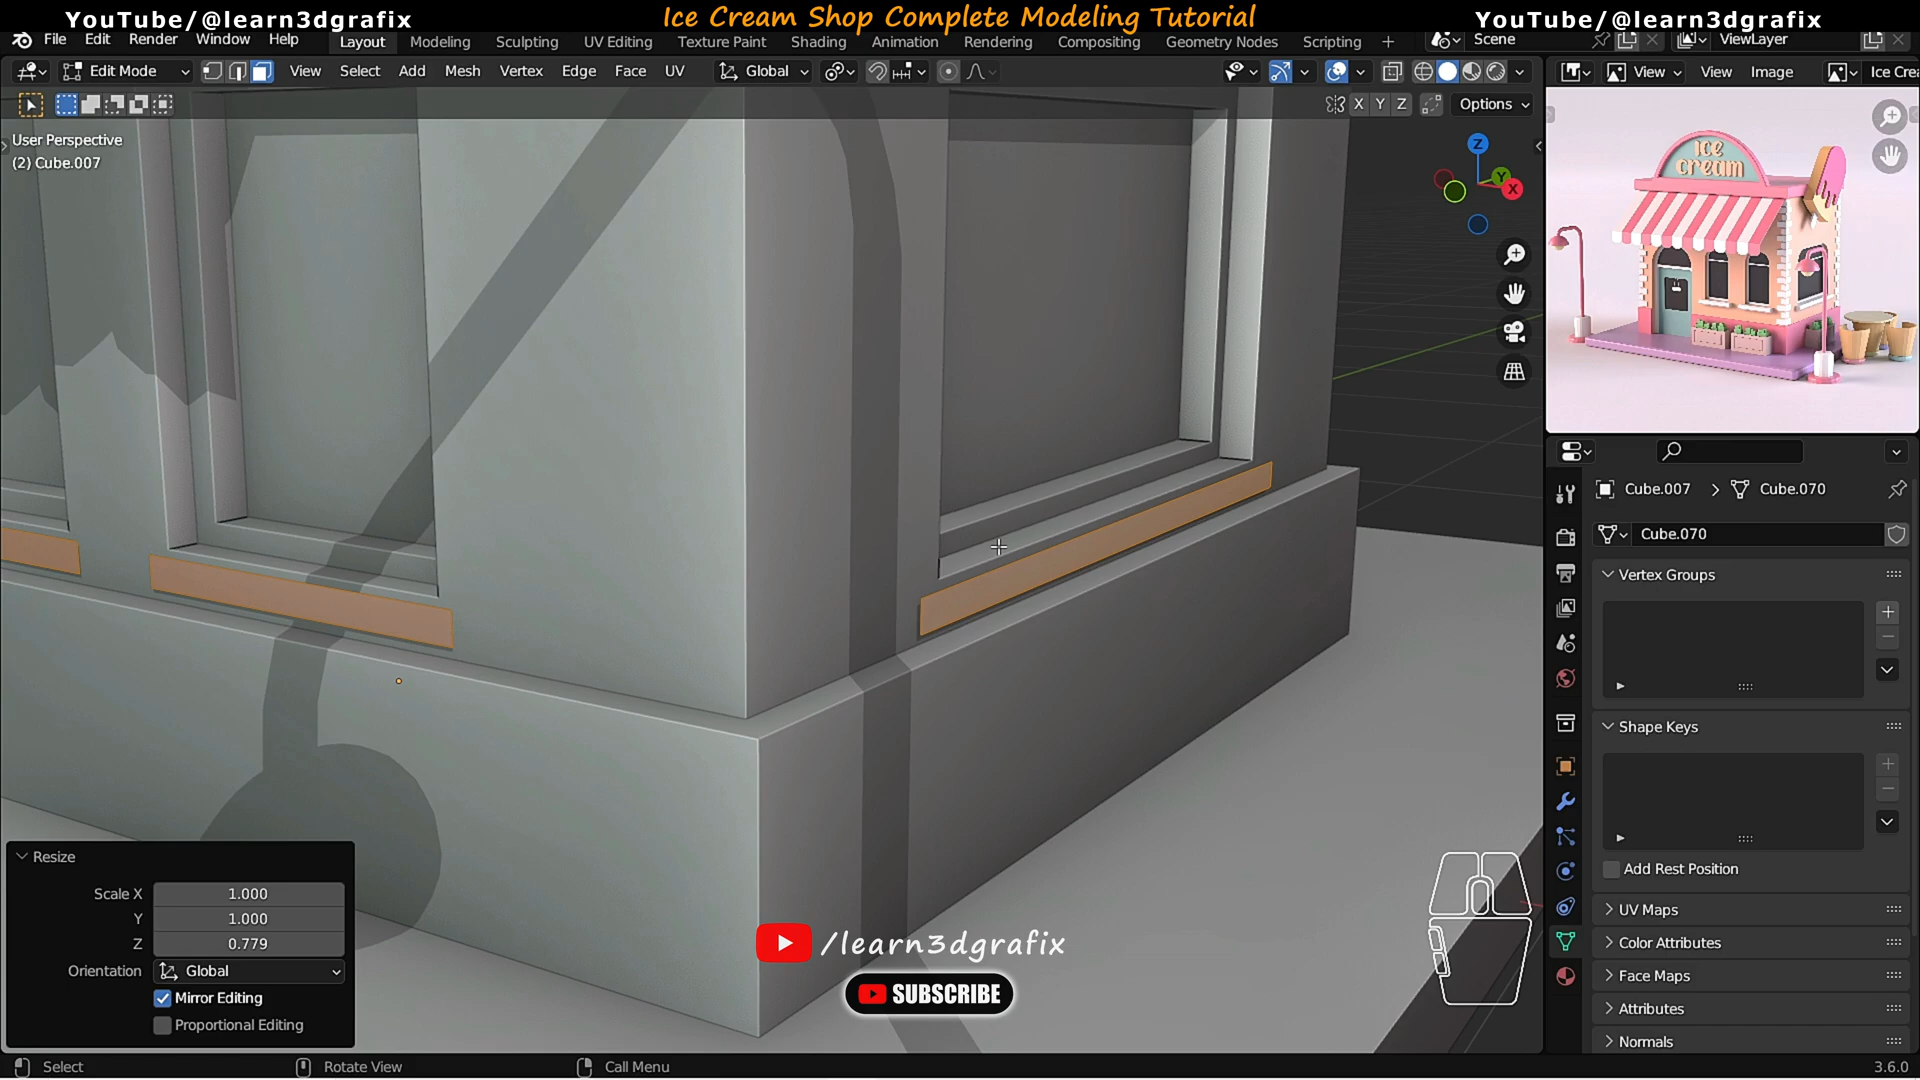 YouTube/@learn3dgrafix
Ice Cream Shop Complete Modeling Tutorial
YouTube/@learn3dgrafix
File Edit Render Window Help
Layout Modeling Sculpting UV Editing Texture Paint Shading Animation Rendering Compositing Geometry Nodes Scripting +
Scene
ViewLayer
Edit Mode
View Select Add Mesh Vertex Edge Face UV
Global
View
View
Image
Ice Crea
X Y Z
Options
User Perspective
(2) Cube.007
Z
Y
X
ICE
cream
Cube.007 > Cube.070
Cube.070
Vertex Groups
Shape Keys
Add Rest Position
UV Maps
Color Attributes
Face Maps
Attributes
Normals
Resize
Scale X 1.000
Y 1.000
Z 0.779
Orientation Global
Mirror Editing
Proportional Editing
/learn3dgrafix
SUBSCRIBE
Select
Rotate View
Call Menu
3.6.0